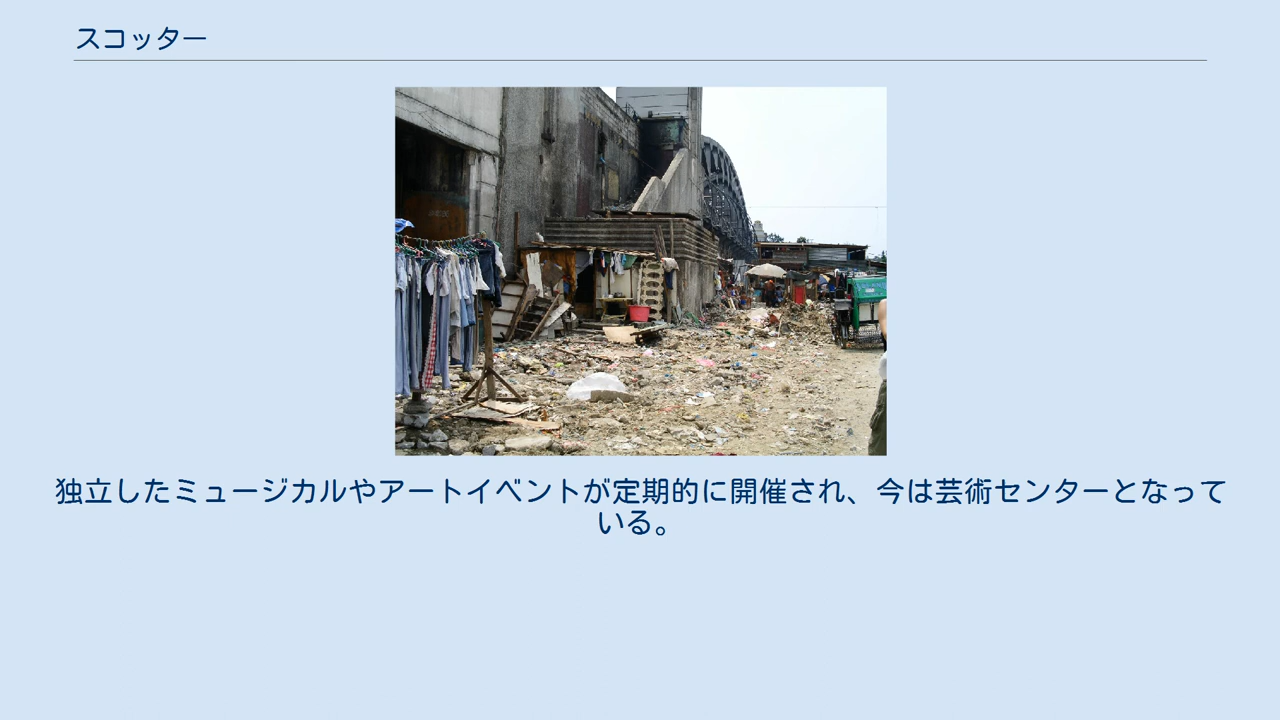 スコッター
独立したミュージカルやアートイベントが定期的に開催され、今は芸術センターとなって
いる。